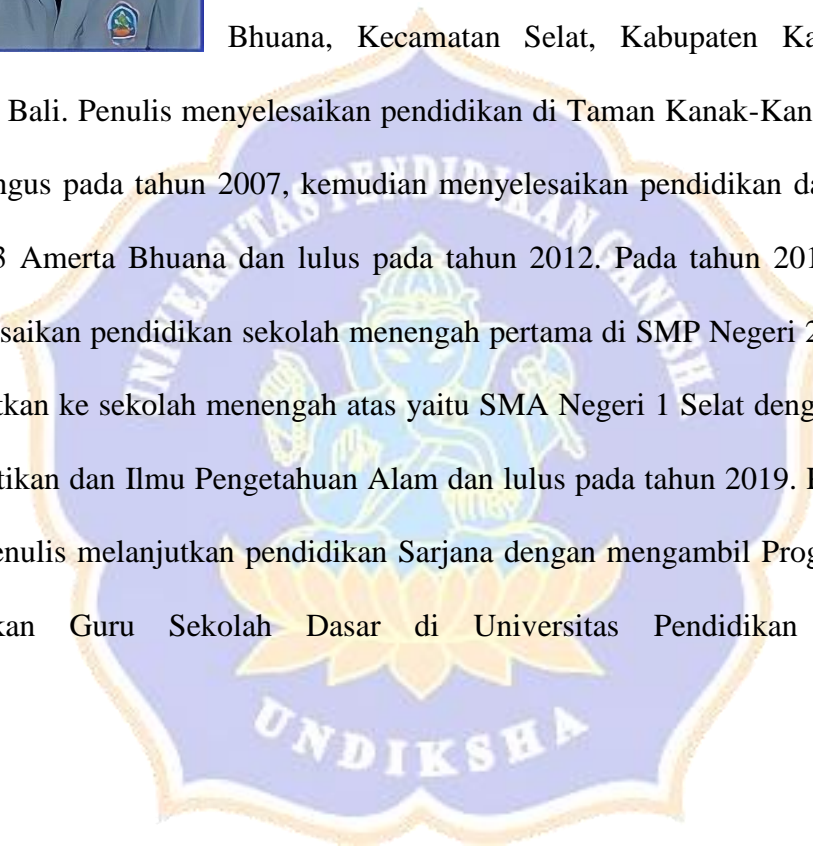 Bhuana, Kecamatan Selat, Kabupaten Ka
Bali. Penulis menyelesaikan pendidikan di Taman Kanak-Kan
ngus pada tahun 2007, kemudian menyelesaikan pendidikan da
3 Amerta Bhuana dan lulus pada tahun 2012. Pada tahun 201
saikan pendidikan sekolah menengah pertama di SMP Negeri 2
tkan ke sekolah menengah atas yaitu SMA Negeri 1 Selat deng
tikan dan Ilmu Pengetahuan Alam dan lulus pada tahun 2019.
enulis melanjutkan pendidikan Sarjana dengan mengambil Prog
kan Guru Sekolah Dasar di Universitas Pendidikan
UNIVERSITAS PENDIDIKAN GANESHA
UNDIKSHA